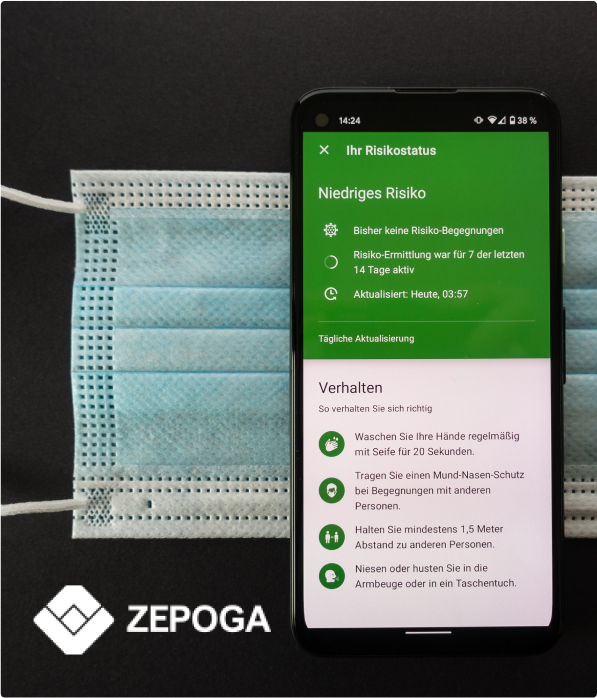 14:24
38 %
Ihr Risikostatus
Niedriges Risiko
Bisher keine Risiko-Begegnungen
Risiko-Ermittlung war für 7 der letzten
14 Tage aktiv
Aktualisiert: Heute, 03:57
Tägliche Aktualisierung
Verhalten
So verhalten Sie sich richtig
Waschen Sie Ihre Hände regelmäßig
mit Seife für 20 Sekunden.
Tragen Sie einen Mund-Nasen-Schutz
bei Begegnungen mit anderen
Personen.
Halten Sie mindestens 1,5 Meter
Abstand zu anderen Personen.
Niesen oder husten Sie in die
Armbeuge oder in ein Taschentuch.
ZEPOGA